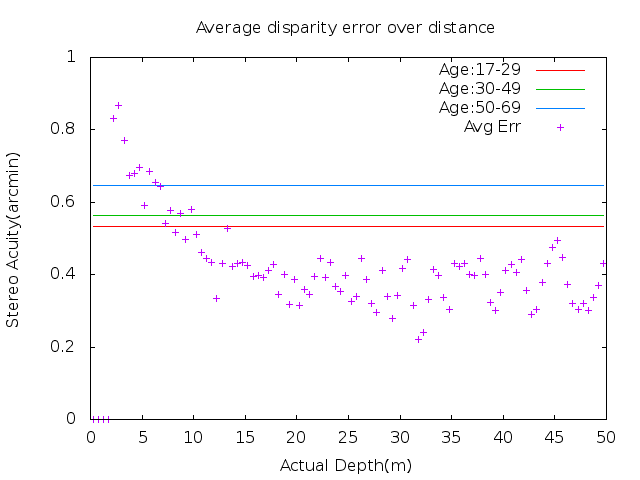 Average disparity error over distance
Stereo Acuity(arcmin)
1
0.8
0.6
0.4
0.2
0
Age:17-29
Age:30-49
Age:50-69
Avg Err
0 5 10 15 20 25 30 35 40 45 50
Actual Depth(m)